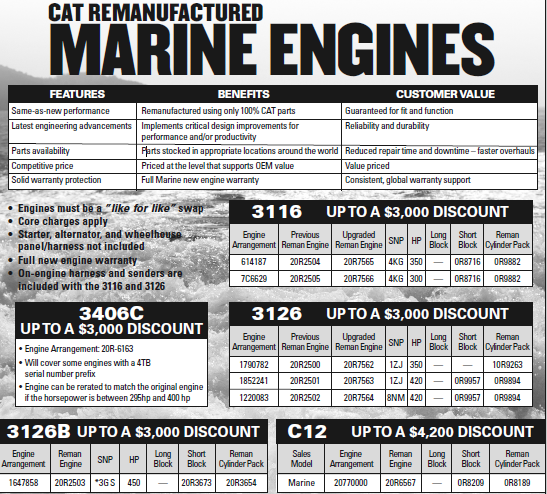 CAT REMANUFACTURED
MARINE ENGINES
FEATURES BENEFITS CUSTOMER VALUE
Same-as-new performance Remanufactured using only 100% CAT parts Guaranteed for fit and function
Latest engineering advancements Implements critical design improvements for Reliability and durability
performance and/or productivity
Parts availability Parts stocked in appropriate locations around the world Reduced repair time and downtime – faster overhauls
Competitive price Priced at the level that supports OEM value Value priced
Solid warranty protection Full Marine new engine warranty Consistent, global warranty support
• Engines must be a "like for like" swap
• Core charges apply
• Starter, alternator, and wheelhouse
panel/harness not included
• Full new engine warranty
• On-engine harness and senders are
included with the 3116 and 3126
3116 UP TO A $3,000 DISCOUNT
Engine Previous Upgraded SNP HP Long Short Reman
Arrangement Reman Engine Reman Engine Block Block Cylinder Pack
614187 20R2504 20R7565 4KG 350 — 0R8716 0R9882
7C6629 20R2505 20R7566 4KG 300 — 0R8716 0R9882
3406C
UP TO A $3,000 DISCOUNT
• Engine Arrangement: 20R-6163
• Will cover some engines with a 4TB
serial number prefix
• Engine can be rerated to match the original engine
if the horsepower is between 295hp and 400 hp
3126 UP TO A $3,000 DISCOUNT
Engine Previous Upgraded SNP HP Long Short Reman
Arrangement Reman Engine Reman Engine Block Block Cylinder Pack
1790782 20R2500 20R7562 1ZJ 350 — — 10R9263
1852241 20R2501 20R7563 1ZJ 420 — 0R9957 0R9894
1220083 20R2502 20R7564 8NM 420 — 0R9957 0R9894
3126B UP TO A $3,000 DISCOUNT
Engine Reman SNP HP Long Short Reman
Arrangement Engine Block Block Cylinder Pack
1647858 20R2503 *3G S 450 — 20R3673 20R3654
C12 UP TO A $4,200 DISCOUNT
Sales Engine Reman Long Short Reman
Model Arrangement Engine Block Block Cylinder Pack
Marine 20770000 20R6567 — 0R8209 0R8189